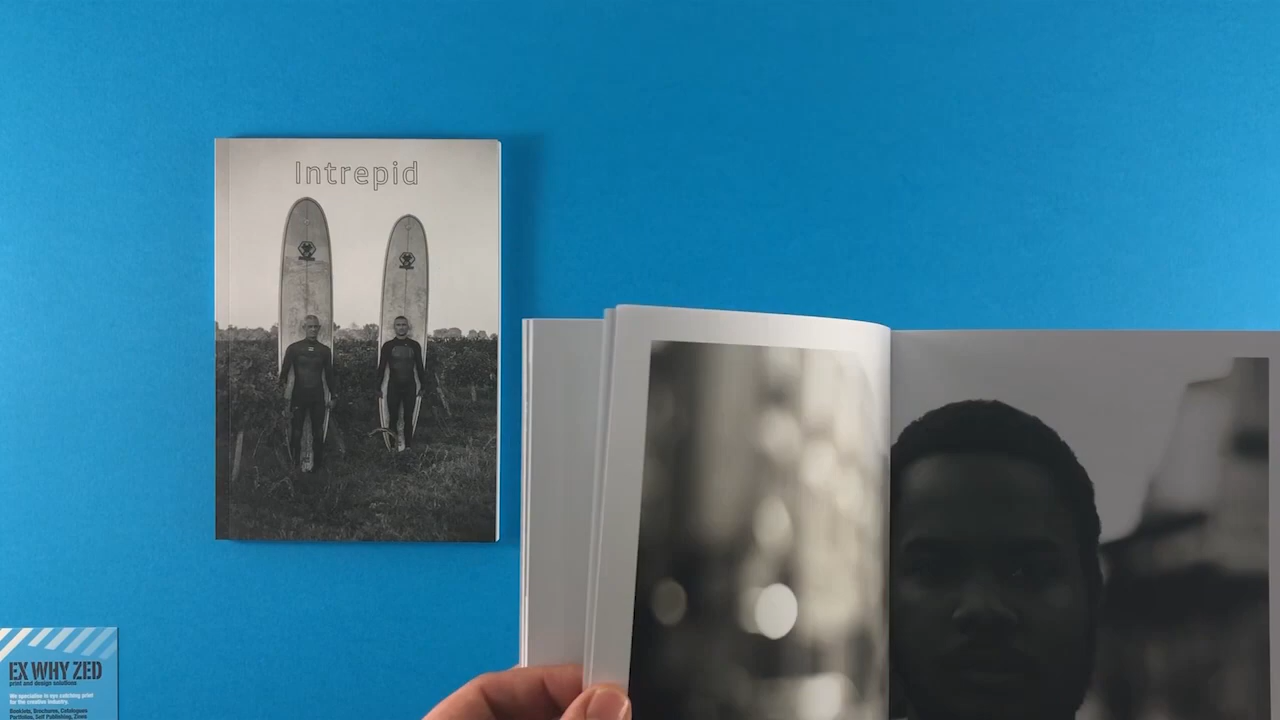 Intrepid
EX WHY ZED
print and design solutions
We specialise in eye catching print
for the creative industry.
Booklets, Brochures, Catalogues
Portfolios, Self Publishing, Zines